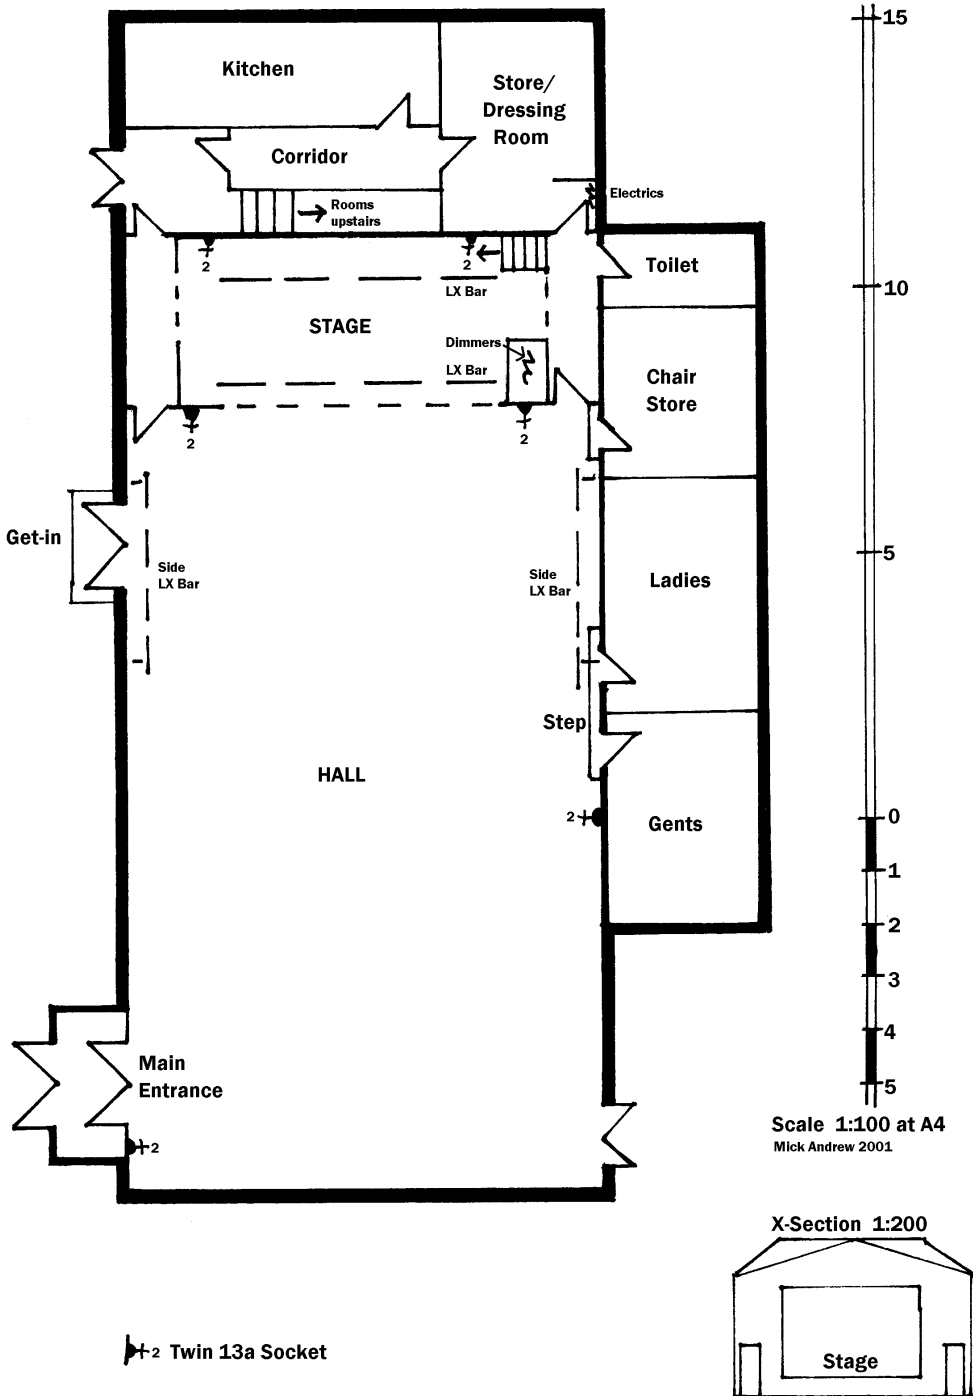 15
Kitchen
Store/
Dressing
Room
Corridor
Electrics
Rooms
upstairs
2
2
Toilet
LX Bar
10
STAGE
Dimmers
LX Bar
Chair
Store
2
2
Get-in
5
Side
LX Bar
Side
LX Bar
Ladies
Step
HALL
2
Gents
0
1
2
3
4
5
Main
Entrance
2
Scale 1:100 at A4
Mick Andrew 2001
X-Section 1:200
Stage
2 Twin 13a Socket